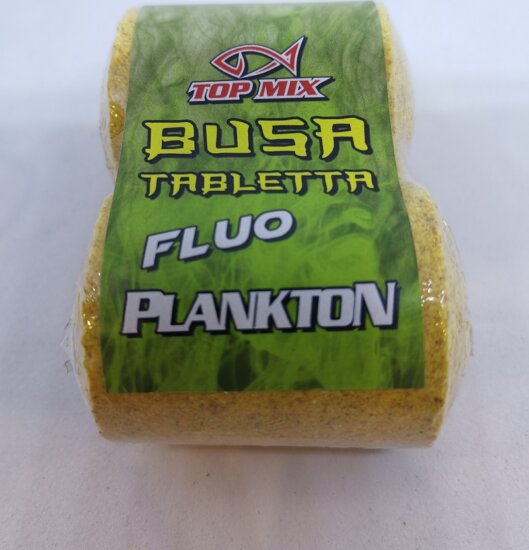 TOP MIX
BUSA
TABLETTA
FLUO
PLANKTON